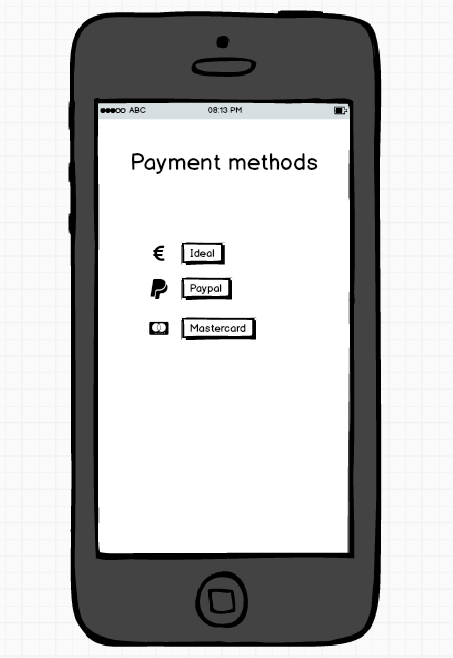 ABC 08:13 PM
Payment methods
€ Ideal
Paypal
Mastercard